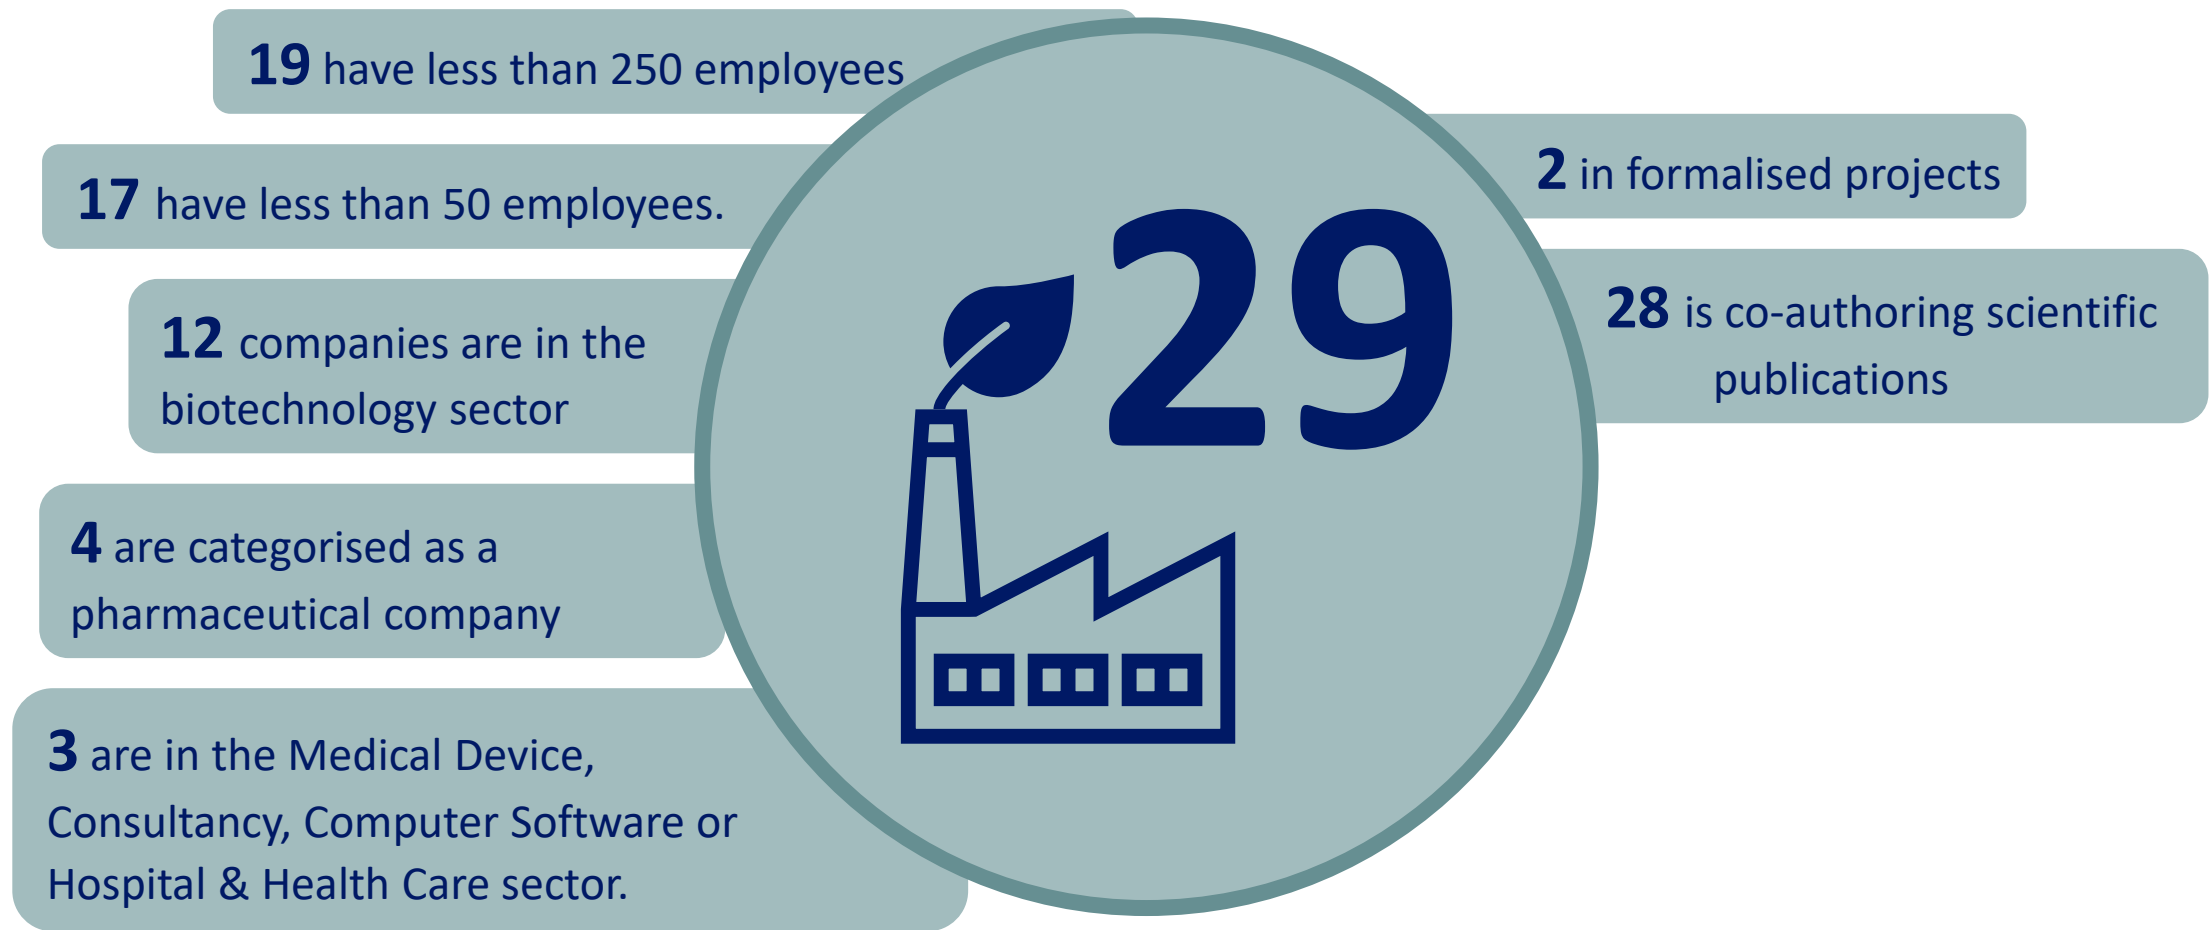 19 have less than 250 employees
17 have less than 50 employees.
12 companies are in the
biotechnology sector
4 are categorised as a
pharmaceutical company
3 are in the Medical Device,
Consultancy, Computer Software or
Hospital & Health Care sector.
29
2 in formalised projects
28 is co-authoring scientific
publications